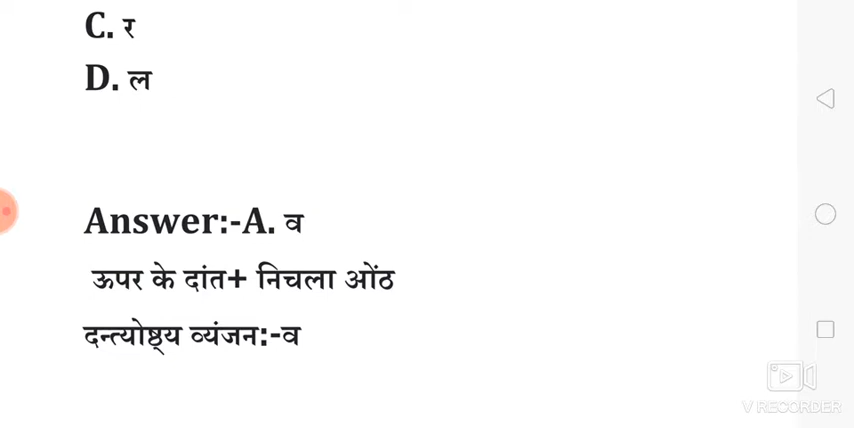 C. र
D. ल
Answer:-A. व
ऊपर के दांत+ निचला ओंठ
दन्त्योष्ठ्य व्यंजन:-व
V RECORDER